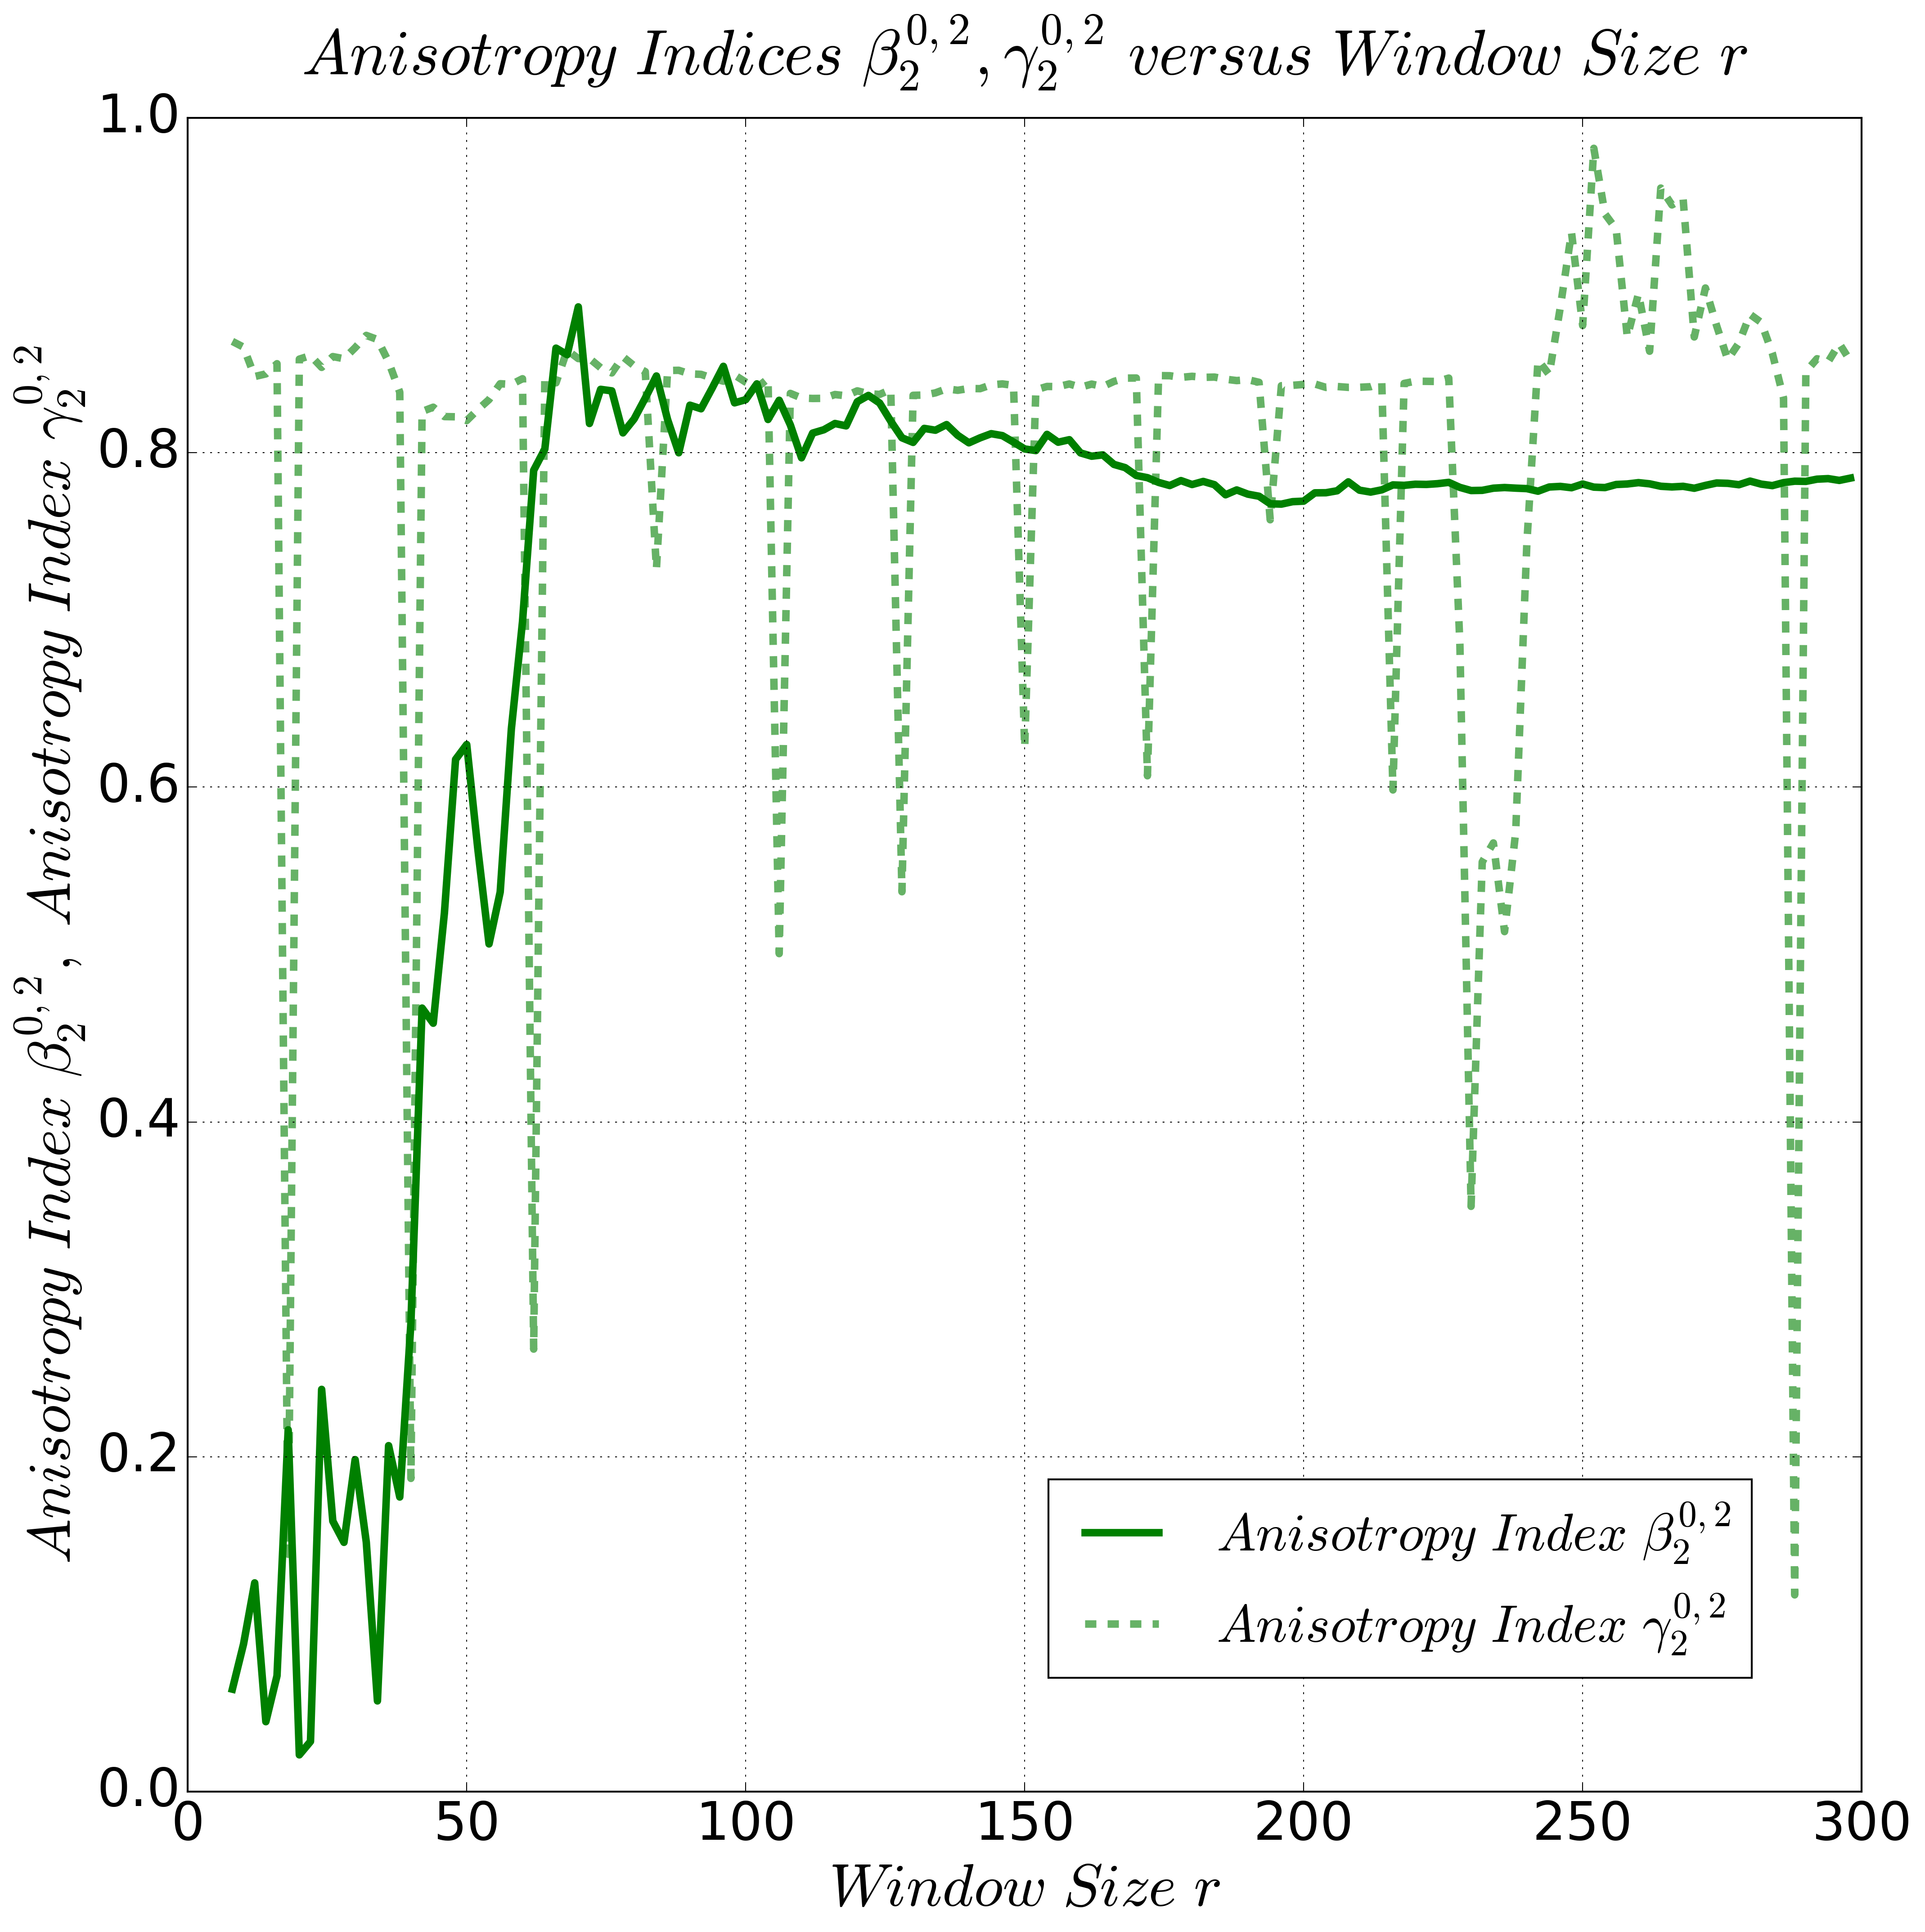 Anisotropy Indices β₂^{0,2}, γ₂^{0,2} versus Window Size r
Anisotropy Index β₂^{0,2}, Anisotropy Index γ₂^{0,2}
1.0
0.8
0.6
0.4
0.2
0.0
0 50 100 150 200 250 300
Window Size r
Anisotropy Index β₂^{0,2}
Anisotropy Index γ₂^{0,2}